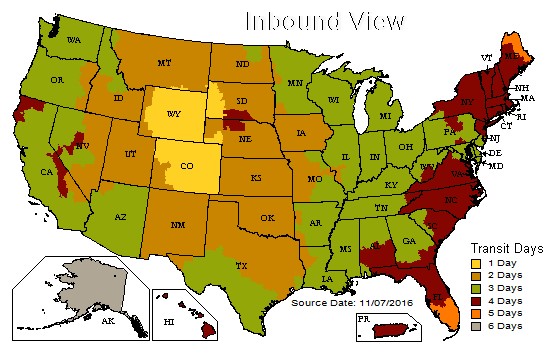 Inbound View
WA
OR
MT
ID
WY
ND
SD
NE
MN
WI
MI
IA
NV
UT
CO
KS
CA
AZ
NM
OK
TX
MO
AR
LA
IL
IN
OH
KY
TN
MS
AL
GA
FL
NC
VA
WV
PA
NY
VT
ME
NH
MA
RI
CT
NJ
DE
MD
AK
HI
PR
Source Date: 11/07/2016
Transit Days
1 Day
2 Days
3 Days
4 Days
5 Days
6 Days